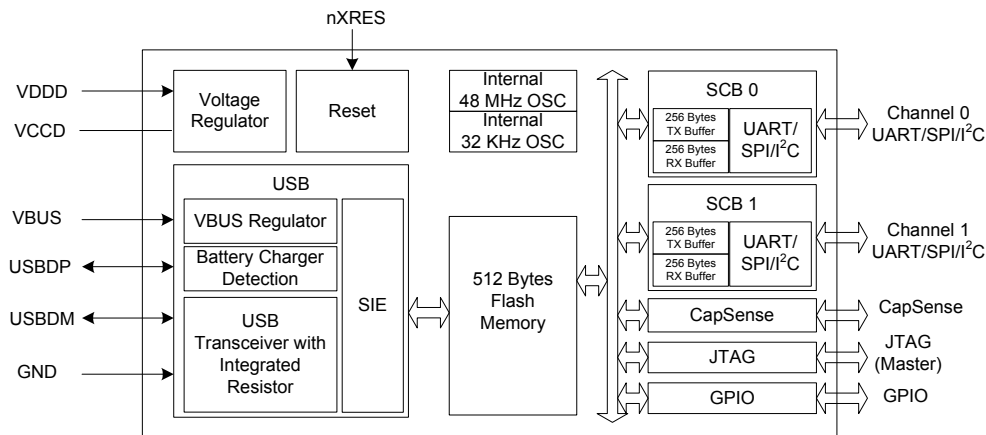 nXRES
VDDD
VCCD
VBUS
USBDP
USBDM
GND
Voltage
Regulator
Reset
Internal
48 MHz OSC
Internal
32 KHz OSC
USB
VBUS Regulator
Battery Charger
Detection
USB
Transceiver with
Integrated
Resistor
SIE
512 Bytes
Flash
Memory
SCB 0
256 Bytes
TX Buffer
256 Bytes
RX Buffer
UART/
SPI/I²C
SCB 1
256 Bytes
TX Buffer
256 Bytes
RX Buffer
UART/
SPI/I²C
CapSense
JTAG
GPIO
Channel 0
UART/SPI/I²C
Channel 1
UART/SPI/I²C
CapSense
JTAG
(Master)
GPIO